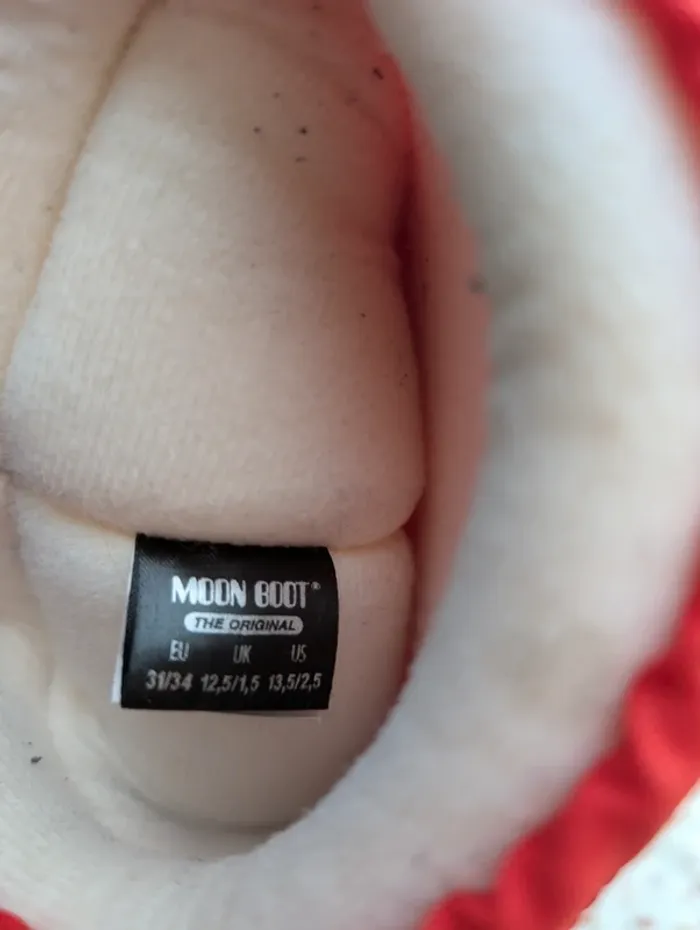 MOON BOOT®
THE ORIGINAL
EU UK US
31/34 12,5/1,5 13,5/2,5